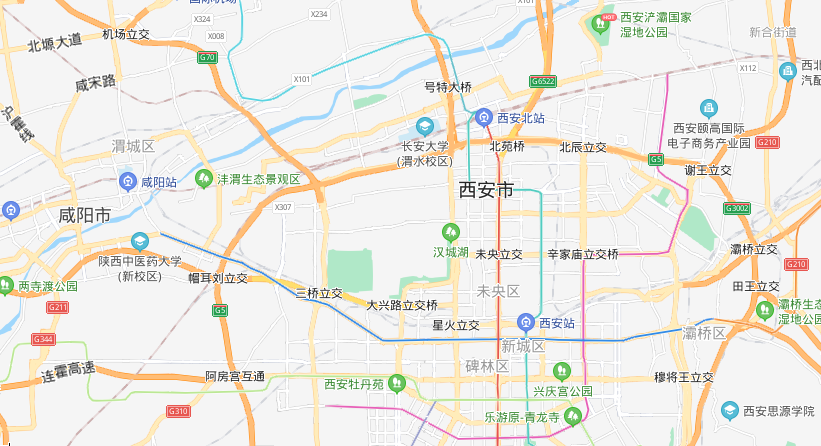 国际机场
X324
X234
X101
HOT
西安浐灞国家
湿地公园
新合街道
北塬大道
机场立交
X008
G70
X101
咸宋路
号特大桥
G6522
X112
西北
汽配
沪霍线
渭城区
长安大学
(渭水校区)
西安北站
北苑桥
北辰立交
西安颐高国际
电子商务产业园
G210
G5
谢王立交
咸阳站
沣渭生态景观区
X307
西安市
咸阳市
G3002
汉城湖
陕西中医药大学
(新校区)
未央立交
辛家庙立交桥
灞桥立交
G210
帽耳刘立交
两寺渡公园
三桥立交
未央区
田王立交
G211
G5
大兴路立交桥
灞桥生态
湿地公园
星火立交
西安站
G344
新城区
灞桥区
连霍高速
阿房宫互通
碑林区
西安牡丹苑
兴庆宫公园
穆将王立交
G310
乐游原-青龙寺
西安思源学院